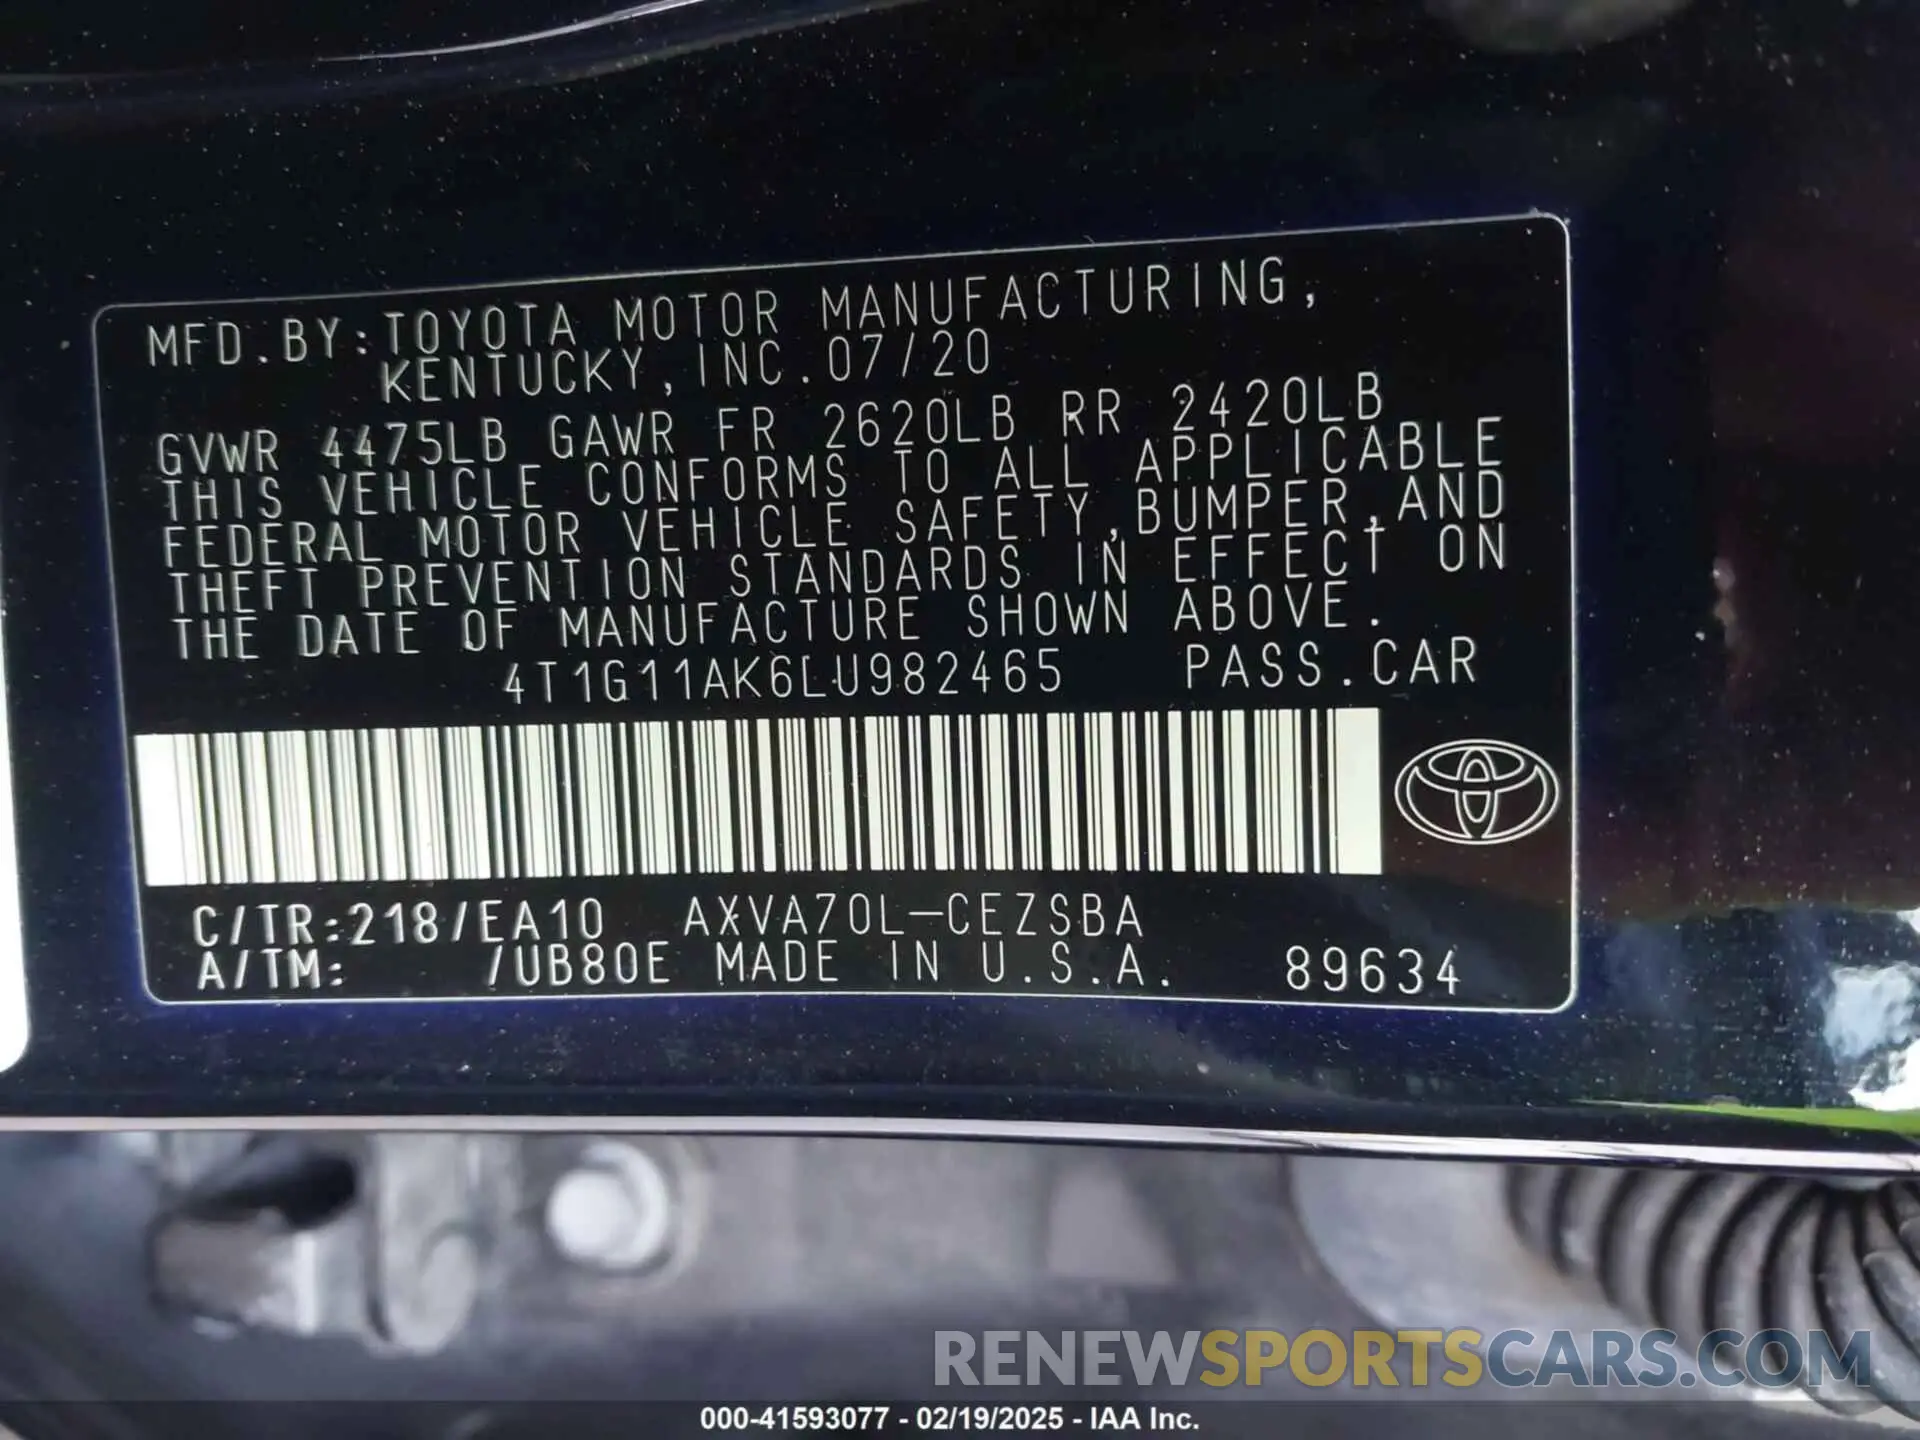 MFD.BY:TOYOTA MOTOR MANUFACTURING,
KENTUCKY,INC.07/20
GVWR 4475LB GAWR FR 2620LB RR 2420LB
THIS VEHICLE CONFORMS TO ALL APPLICABLE
FEDERAL MOTOR VEHICLE SAFETY,BUMPER,AND
THEFT PREVENTION STANDARDS IN EFFECT ON
THE DATE OF MANUFACTURE SHOWN ABOVE.
4T1G11AK6LU982465 PASS.CAR
C/TR:218/EA10 AXVA70L-CEZSBA
A/TM: /UB80E MADE IN U.S.A. 89634
RENEWSPORTSCARS.COM
000-41593077 - 02/19/2025 - IAA Inc.